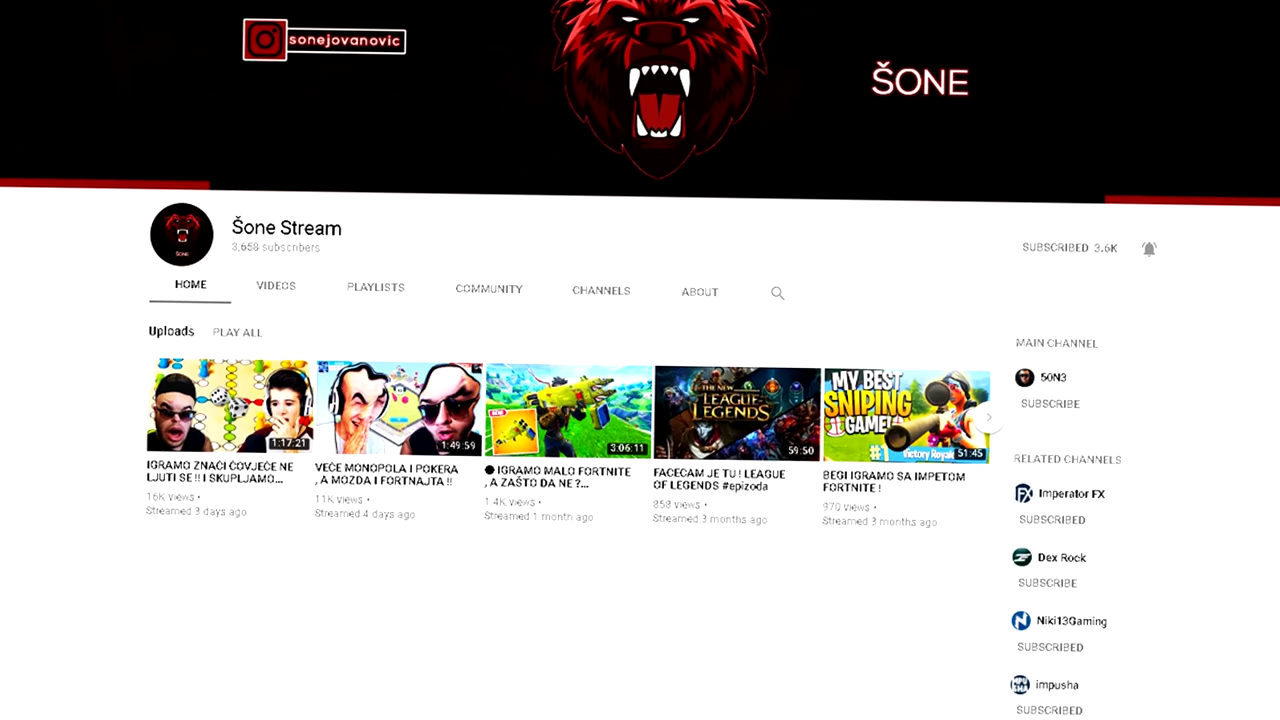 sonejovanovic
ŠONE
Šone Stream
3,658 subscribers
SUBSCRIBED 3.6K
HOME
VIDEOS
PLAYLISTS
COMMUNITY
CHANNELS
ABOUT
Uploads
PLAY ALL
1:17:21
IGRAMO ZNAĆI ČOVJEČE NE
LJUTI SE !! I SKUPLJAMO...
16K views •
Streamed 3 days ago
1:49:59
VEČE MONOPOLA I POKERA
, A MOZDA I FORTNAJTA !!
11K views •
Streamed 4 days ago
3:06:11
IGRAMO MALO FORTNITE
, A ZAŠTO DA NE ?...
1.4K views •
Streamed 1 month ago
THE NEW
LEAGUE
LEGENDS
59:50
FACECAM JE TU ! LEAGUE
OF LEGENDS #epizoda
858 views •
Streamed 3 months ago
MY BEST
SNIPING
GAME!
#1 Victory Royale
51:45
BEGI IGRAMO SA IMPETOM
FORTNITE !
970 views •
Streamed 3 months ago
MAIN CHANNEL
50N3
SUBSCRIBE
RELATED CHANNELS
Imperator FX
SUBSCRIBED
Dex Rock
SUBSCRIBE
Niki13Gaming
SUBSCRIBED
impusha
SUBSCRIBED